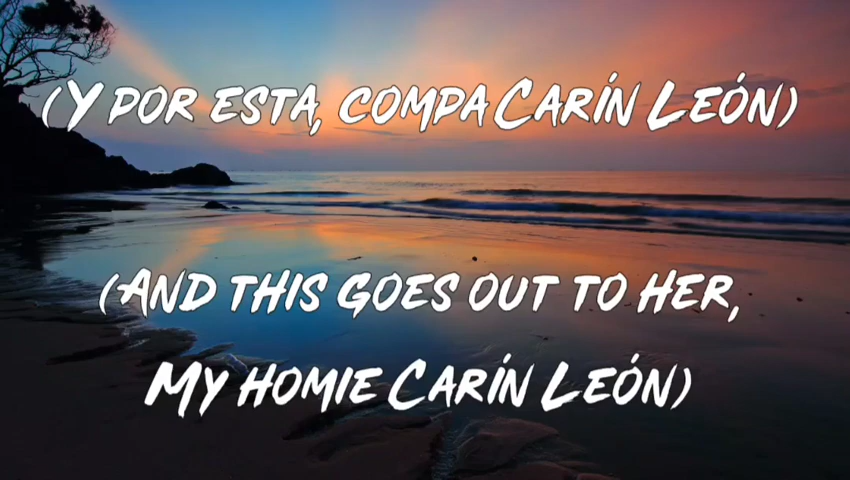 (Y por esta, compa Carín León)
(And this goes out to her,
My homie Carín León)